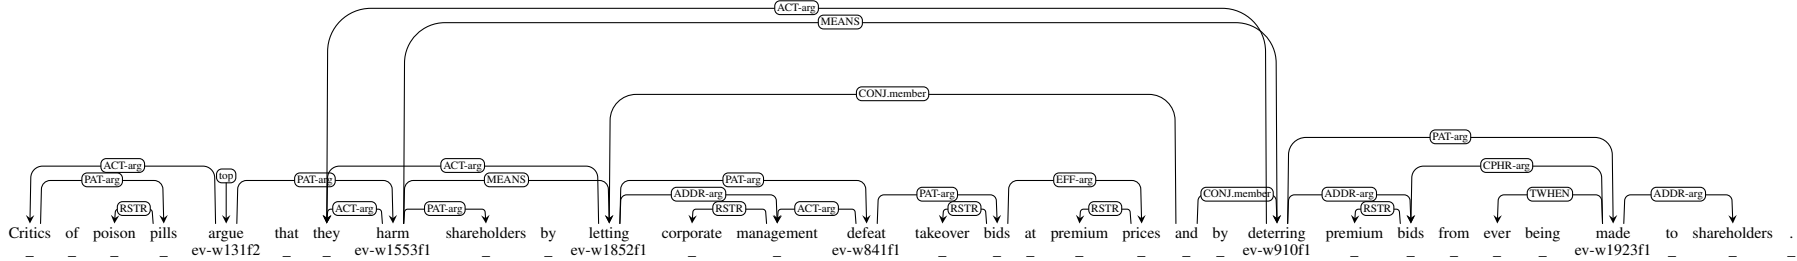 ACT-arg
MEANS
CONJ.member
PAT-arg
ACT-arg ACT-arg CPHR-arg
top
PAT-arg PAT-arg MEANS PAT-arg EFF-arg
ADDR-arg PAT-arg CONJ.member ADDR-arg TWHEN ADDR-arg
RSTR ACT-arg PAT-arg RSTR ACT-arg RSTR RSTR RSTR
Critics of poison pills argue that they harm shareholders by letting corporate management defeat takeover bids at premium prices and by deterring premium bids from ever being made to shareholders .
_ _ _ _ ev-w131f2 _ _ ev-w1553f1 _ _ ev-w1852f1 _ _ ev-w841f1 _ _ _ _ _ _ _ ev-w910f1 _ _ _ _ _ ev-w1923f1 _ _ _